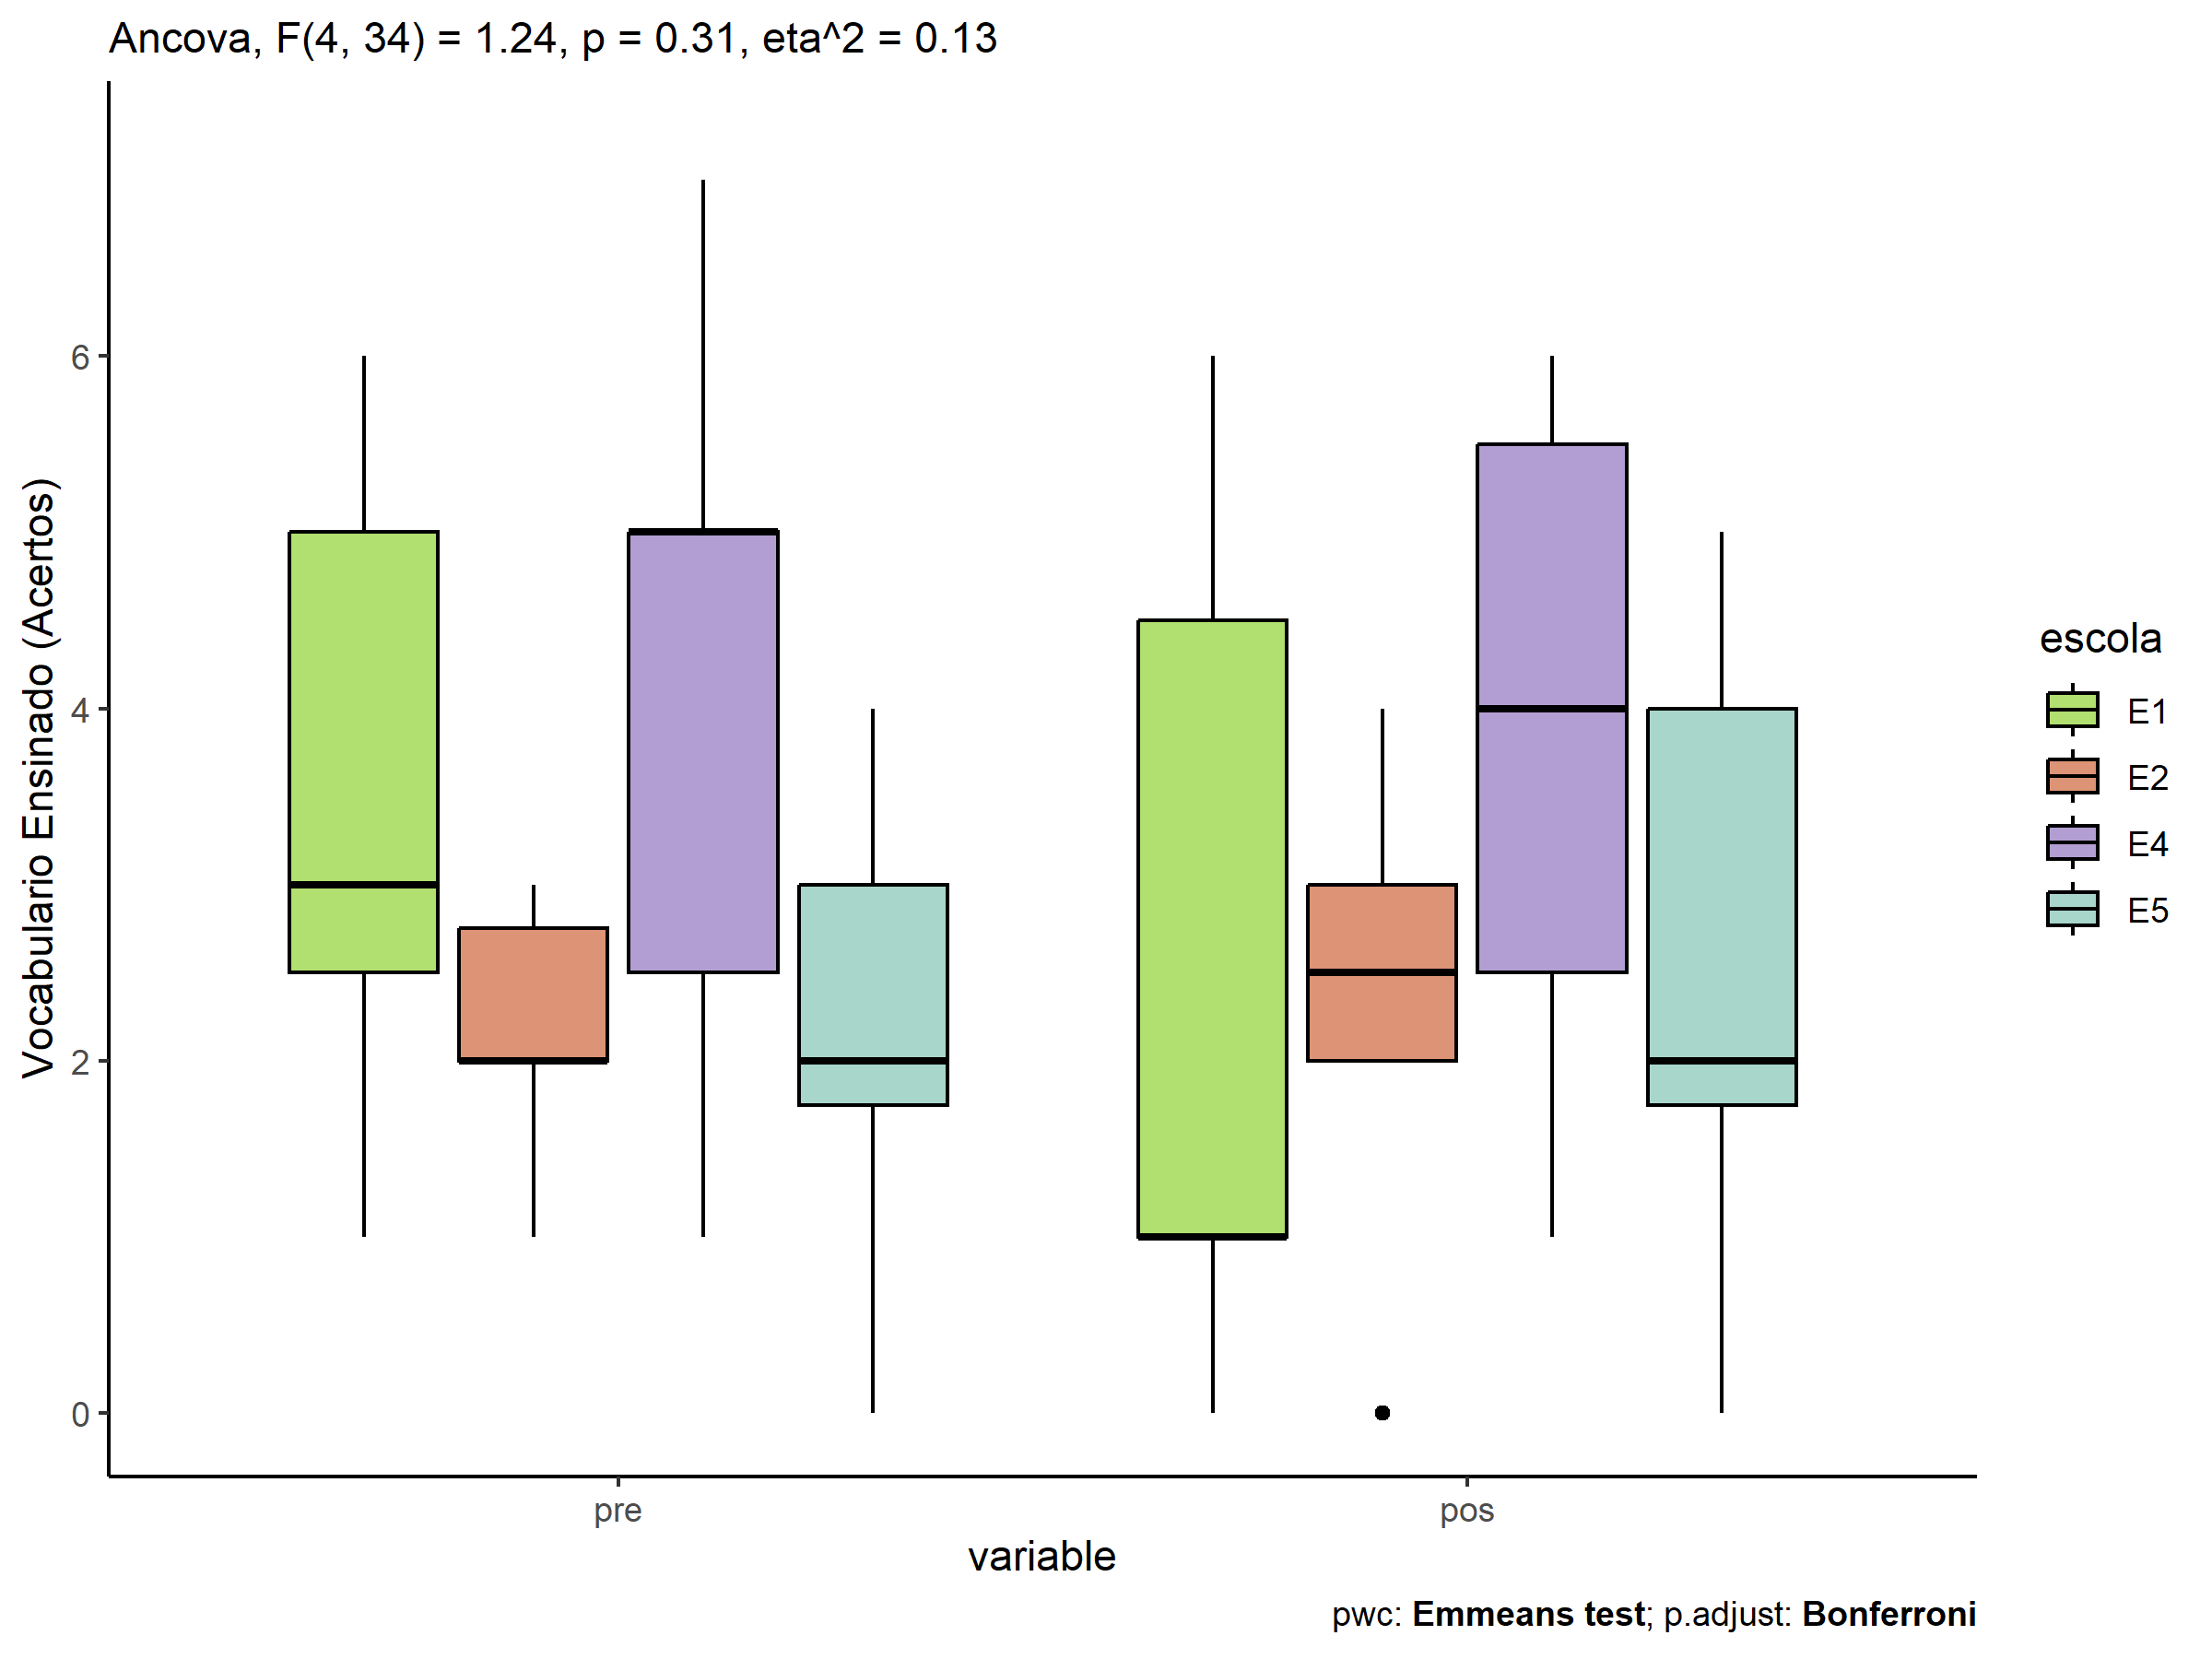 Ancova, F(4, 34) = 1.24, p = 0.31, eta^2 = 0.13
Vocabulario Ensinado (Acertos)
6
4
2
0
pre
pos
variable
escola
E1
E2
E4
E5
pwc: Emmeans test; p.adjust: Bonferroni